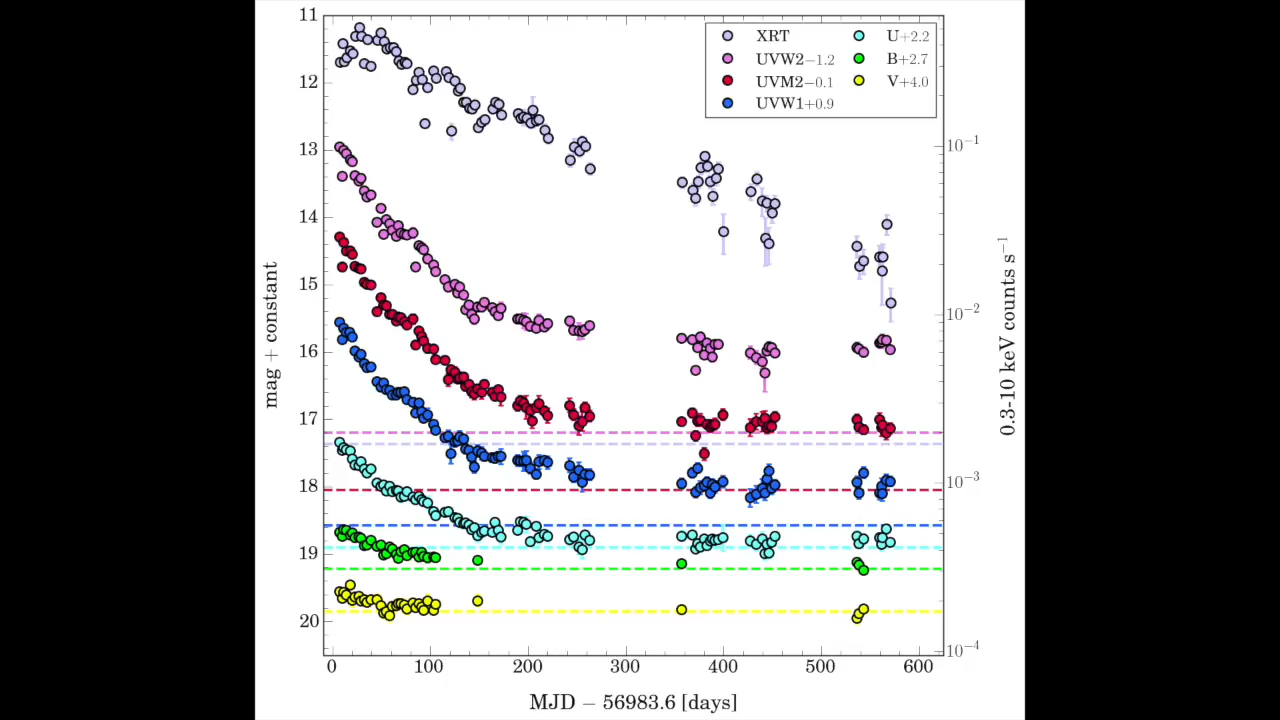 XRT
UVW2−1.2
UVM2−0.1
UVW1+0.9
U+2.2
B+2.7
V+4.0
11
12
13
14
15
16
17
18
19
20
mag + constant
10⁻¹
10⁻²
10⁻³
10⁻⁴
0.3-10 keV counts s⁻¹
0 100 200 300 400 500 600
MJD − 56983.6 [days]